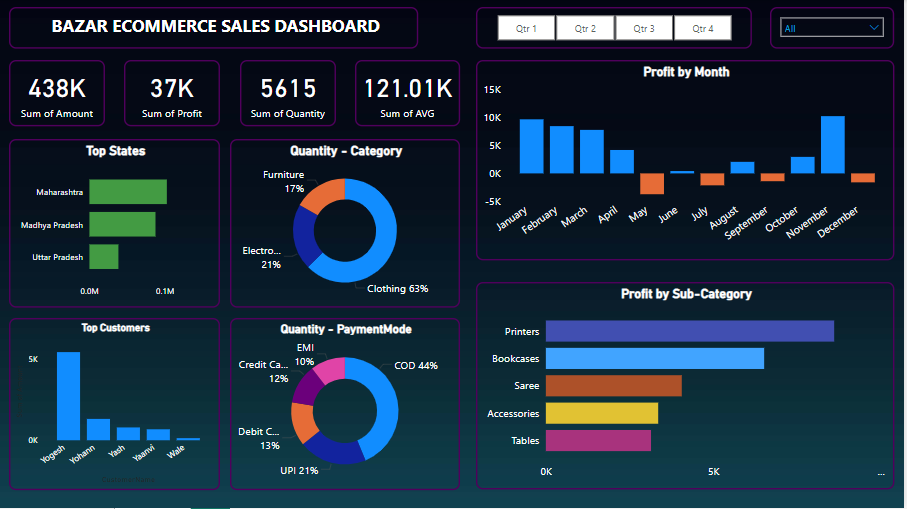 BAZAR ECOMMERCE SALES DASHBOARD
Qtr 1
Qtr 2
Qtr 3
Qtr 4
All
438K
Sum of Amount
37K
Sum of Profit
5615
Sum of Quantity
121.01K
Sum of AVG
Profit by Month
15K
10K
5K
0K
-5K
January
February
March
April
May
June
July
August
September
October
November
December
Top States
Maharashtra
Madhya Pradesh
Uttar Pradesh
0.0M
0.1M
Quantity - Category
Furniture
17%
Electro...
21%
Clothing 63%
Top Customers
5K
0K
Yogesh
Yohann
Yash
Yaanvi
Wale
Quantity - PaymentMode
EMI
10%
Credit Ca...
12%
Debit C...
13%
UPI 21%
COD 44%
Profit by Sub-Category
Printers
Bookcases
Saree
Accessories
Tables
0K
5K
...